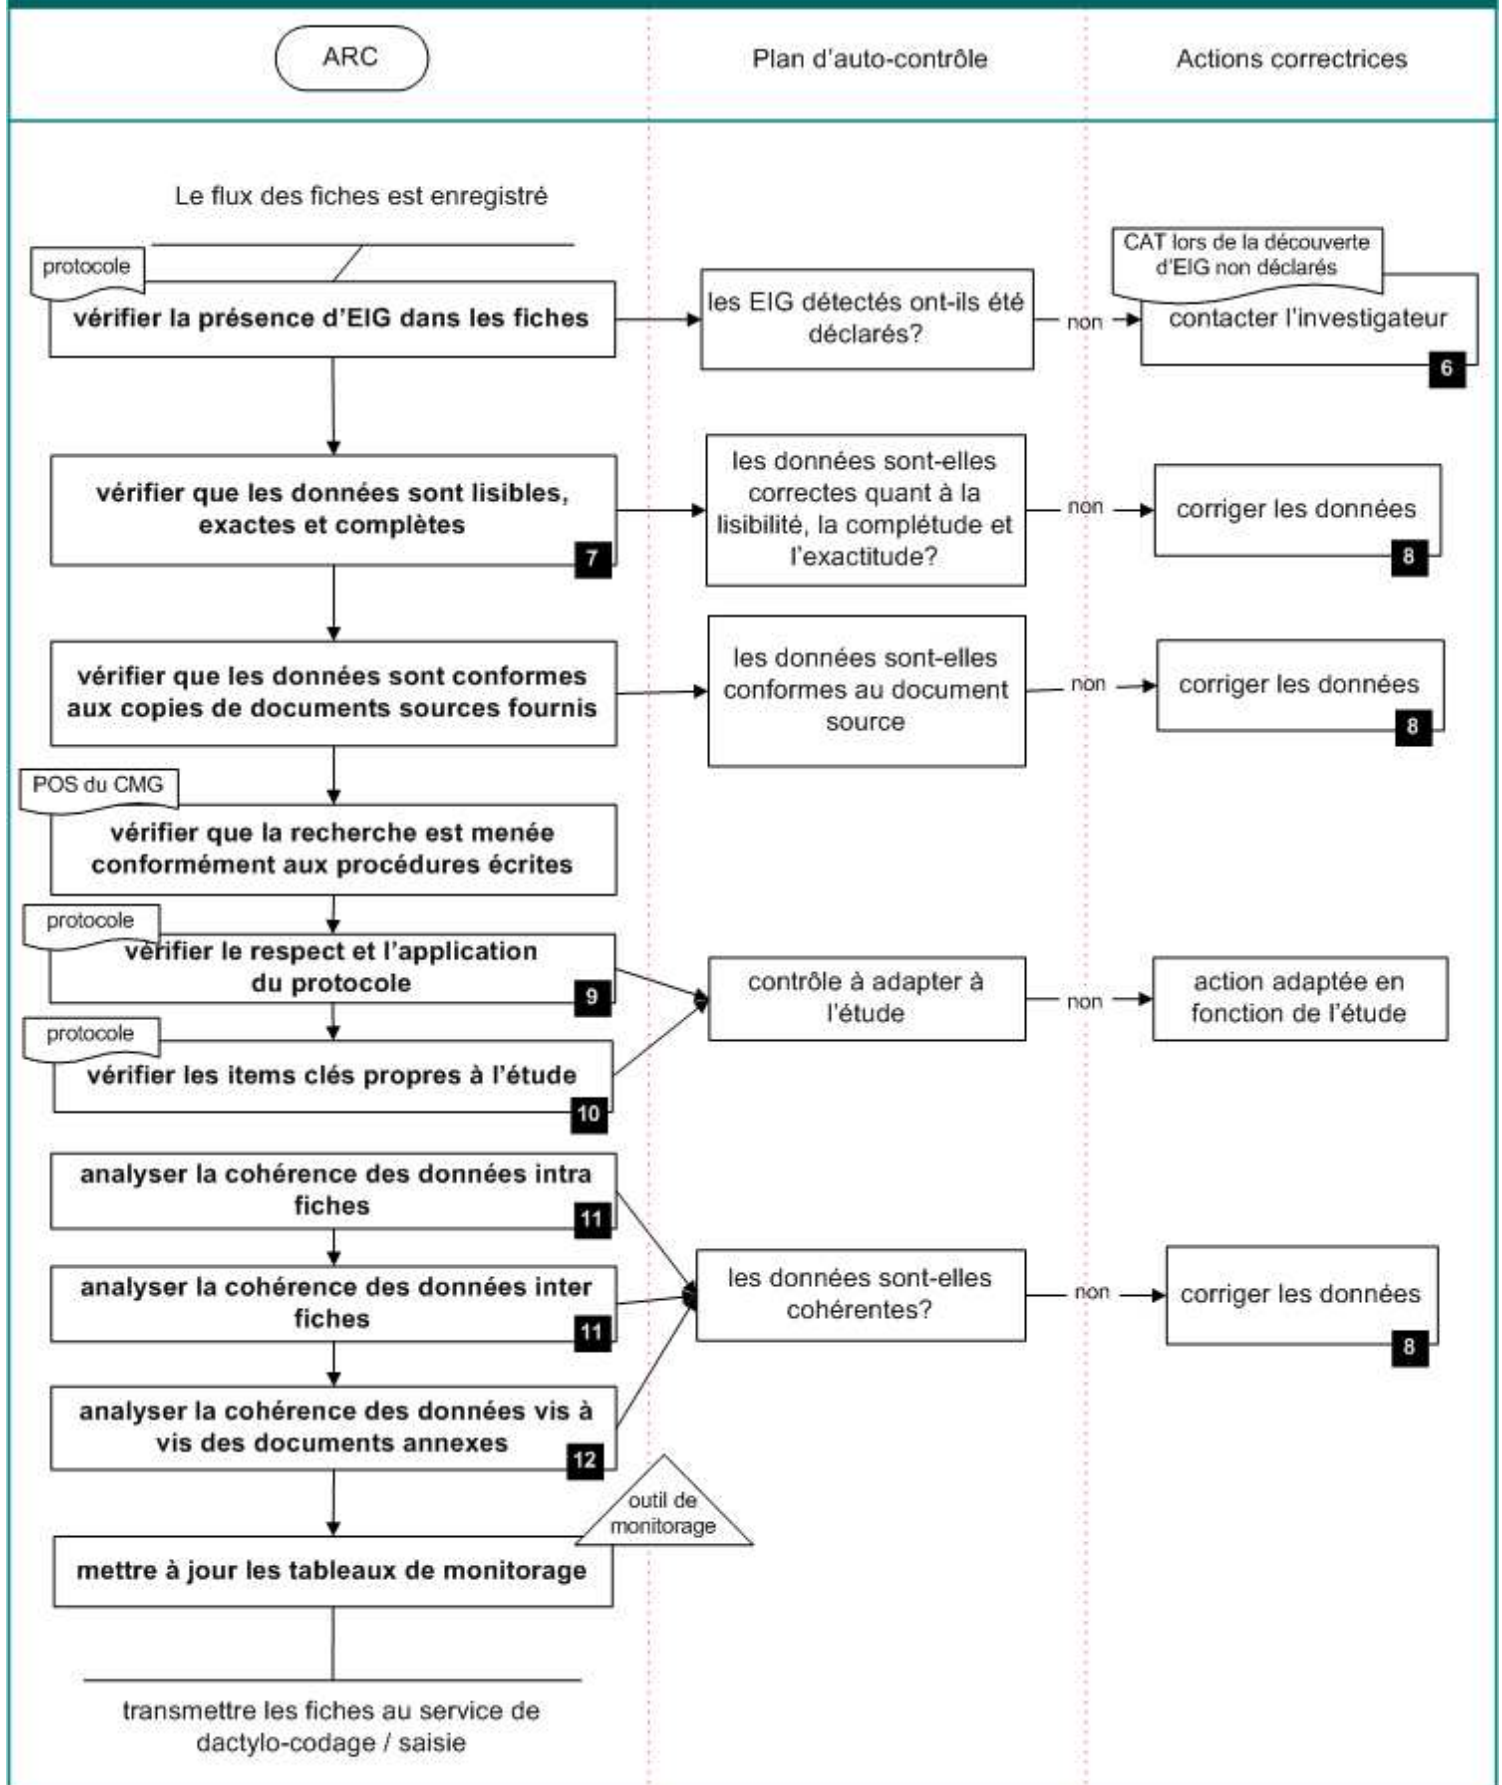 ARC
Plan d'auto-contrôle
Actions correctrices
Le flux des fiches est enregistré
protocole
vérifier la présence d'EIG dans les fiches
les EIG détectés ont-ils été
déclarés?
non
CAT lors de la découverte
d'EIG non déclarés
contacter l'investigateur
6
vérifier que les données sont lisibles,
exactes et complètes
7
les données sont-elles
correctes quant à la
lisibilité, la complétude et
l'exactitude?
non
corriger les données
8
vérifier que les données sont conformes
aux copies de documents sources fournis
les données sont-elles
conformes au document
source
non
corriger les données
8
POS du CMG
vérifier que la recherche est menée
conformément aux procédures écrites
protocole
vérifier le respect et l'application
du protocole
9
contrôle à adapter à
l'étude
non
action adaptée en
fonction de l'étude
protocole
vérifier les items clés propres à l'étude
10
analyser la cohérence des données intra
fiches
11
analyser la cohérence des données inter
fiches
11
les données sont-elles
cohérentes?
non
corriger les données
8
analyser la cohérence des données vis à
vis des documents annexes
12
outil de
monitorage
mettre à jour les tableaux de monitorage
transmettre les fiches au service de
dactylo-codage / saisie